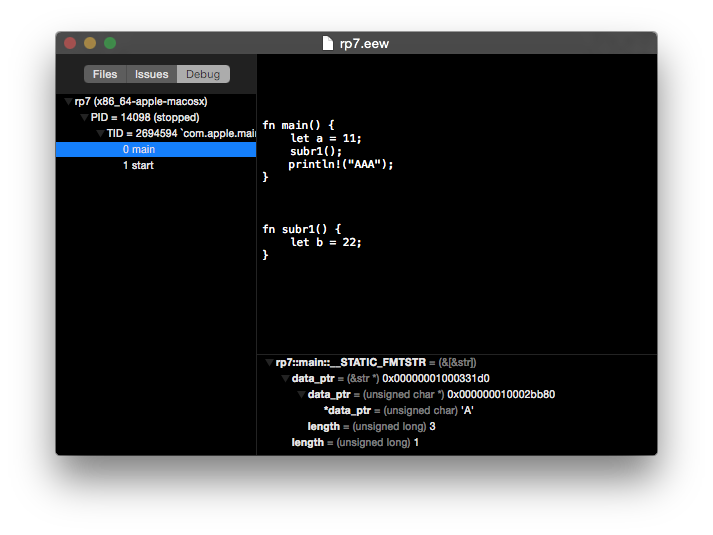 rp7.eew
Files Issues Debug
rp7 (x86_64-apple-macosx)
PID = 14098 (stopped)
TID = 2694594 `com.apple.mai
0 main
1 start
fn main() {
    let a = 11;
    subr1();
    println!("AAA");
}
fn subr1() {
    let b = 22;
}
rp7::main::__STATIC_FMTSTR = (&[&str])
data_ptr = (&str *) 0x00000001000331d0
data_ptr = (unsigned char *) 0x000000010002bb80
*data_ptr = (unsigned char) 'A'
length = (unsigned long) 3
length = (unsigned long) 1